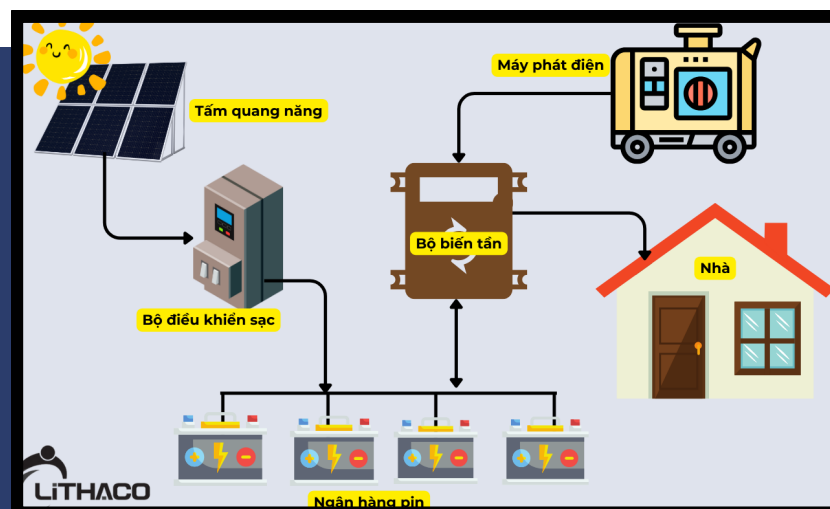 Máy phát điện
Tấm quang năng
Bộ biến tần
Nhà
Bộ điều khiển sạc
LiTHACO
Ngân hàng pin